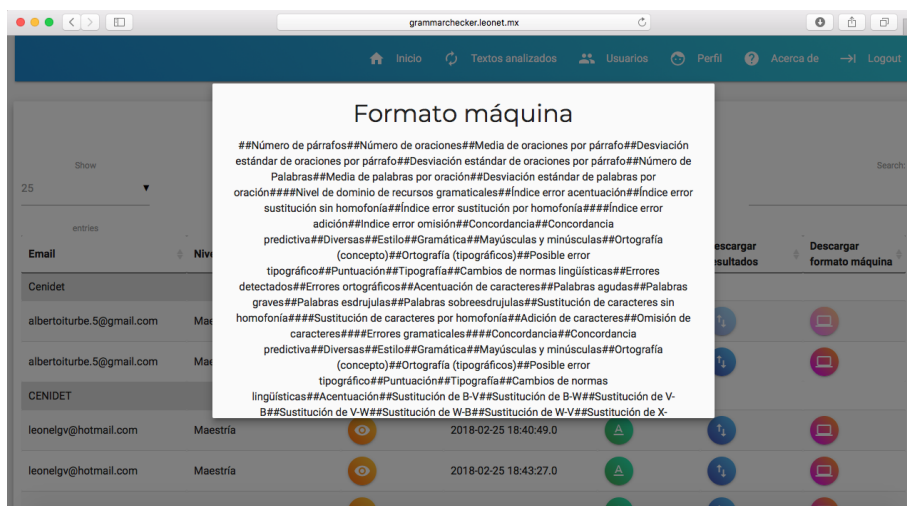 grammarchecker.leonet.mx
Inicio Textos analizados Usuarios Perfil Acerca de Logout
Formato máquina
##Número de párrafos##Número de oraciones##Media de oraciones por párrafo##Desviación
estándar de oraciones por párrafo##Desviación estándar de oraciones por párrafo##Número de
Palabras##Media de palabras por oración##Desviación estándar de palabras por
oración####Nivel de dominio de recursos gramaticales##Índice error acentuación##Índice error
sustitución sin homofonía##Índice error sustitución por homofonía####Índice error
adición##Indice error omisión##Concordancia##Concordancia
predictiva##Diversas##Estilo##Gramática##Mayúsculas y minúsculas##Ortografía
(concepto)##Ortografía (tipográficos)##Posible error
tipográfico##Puntuación##Tipografía##Cambios de normas lingüísticas##Errores
detectados##Errores ortográficos##Acentuación de caracteres##Palabras agudas##Palabras
graves##Palabras esdrujulas##Palabras sobreesdrujulas##Sustitución de caracteres sin
homofonía####Sustitución de caracteres por homofonía##Adición de caracteres##Omisión de
caracteres####Errores gramaticales####Concordancia##Concordancia
predictiva##Diversas##Estilo##Gramática##Mayúsculas y minúsculas##Ortografía
(concepto)##Ortografía (tipográficos)##Posible error
tipográfico##Puntuación##Tipografía##Cambios de normas
lingüísticas##Acentuación##Sustitución de B-V##Sustitución de B-W##Sustitución de V-
B##Sustitución de V-W##Sustitución de W-B##Sustitución de W-V##Sustitución de X-
Show
25
entries
Search:
Email
Descargar
formato máquina
Cenidet
albertoiturbe.5@gmail.com
albertoiturbe.5@gmail.com
CENIDET
leonelgv@hotmail.com Maestría 2018-02-25 18:40:49.0
leonelgv@hotmail.com Maestría 2018-02-25 18:43:27.0